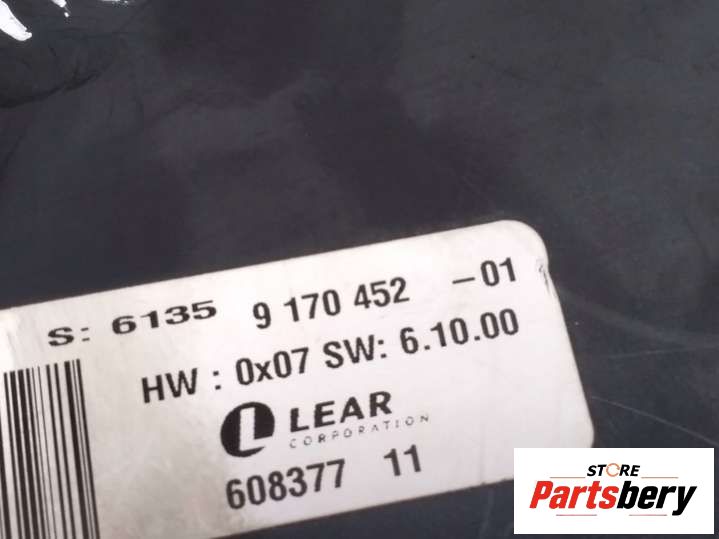 S: 6135 9 170 452 -01
HW : 0x07 SW: 6.10.00
LEAR
CORPORATION
608377 11
STORE
Partsbery